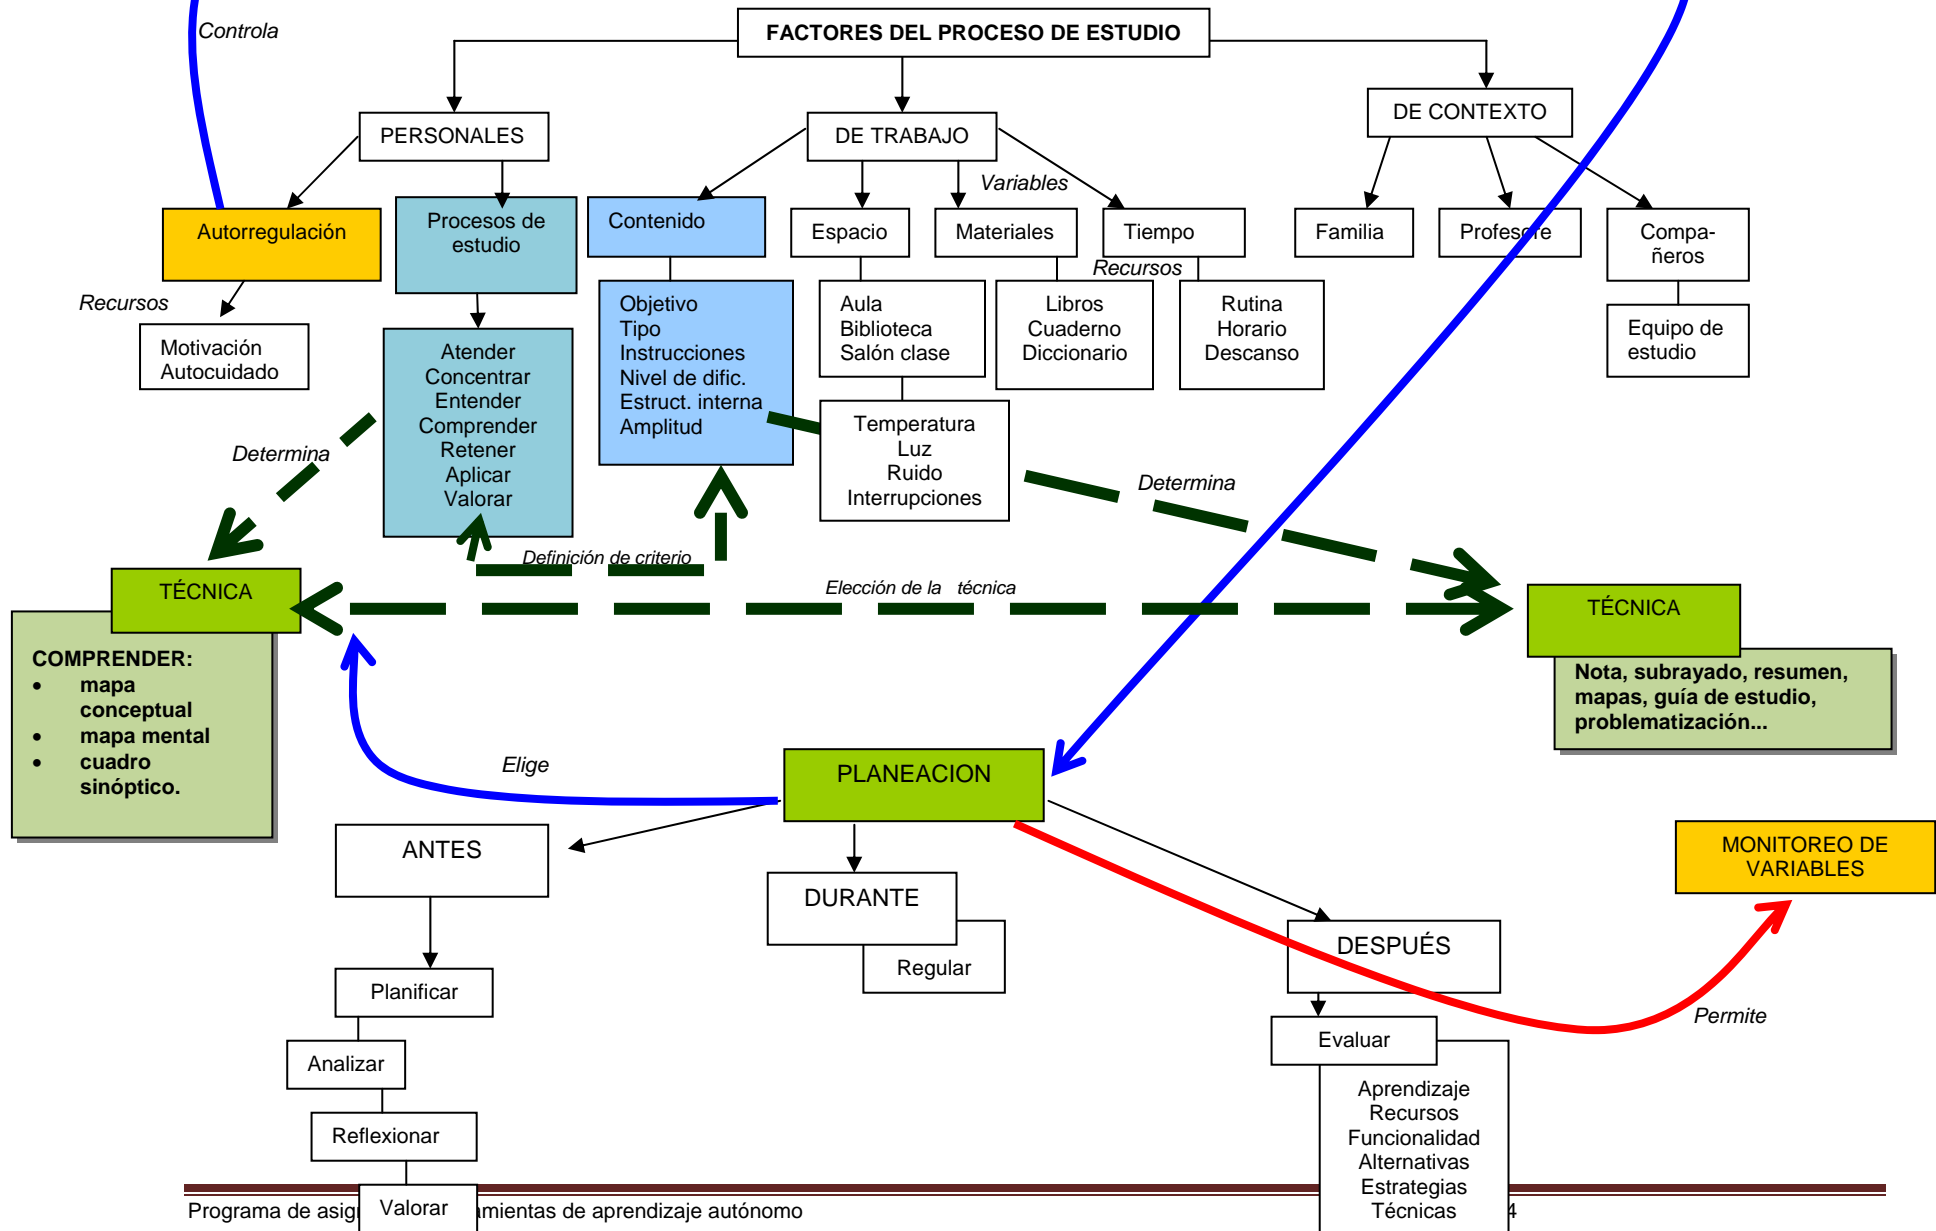 Controla
FACTORES DEL PROCESO DE ESTUDIO
PERSONALES
DE TRABAJO
DE CONTEXTO
Variables
Autorregulación
Procesos de
estudio
Contenido
Espacio
Materiales
Tiempo
Familia
Profesore
Compa-
ñeros
Recursos
Recursos
Motivación
Autocuidado
Atender
Concentrar
Entender
Comprender
Retener
Aplicar
Valorar
Objetivo
Tipo
Instrucciones
Nivel de dific.
Estruct. interna
Amplitud
Aula
Biblioteca
Salón clase
Libros
Cuaderno
Diccionario
Rutina
Horario
Descanso
Equipo de
estudio
Temperatura
Luz
Ruido
Interrupciones
Determina
Determina
Definición de criterio
Elección de la técnica
TÉCNICA
COMPRENDER:
• mapa
conceptual
• mapa mental
• cuadro
sinóptico.
TÉCNICA
Nota, subrayado, resumen,
mapas, guía de estudio,
problematización...
Elige
PLANEACION
ANTES
DURANTE
Regular
DESPUÉS
MONITOREO DE
VARIABLES
Permite
Planificar
Analizar
Reflexionar
Valorar
Evaluar
Aprendizaje
Recursos
Funcionalidad
Alternativas
Estrategias
Técnicas
Programa de asig mientas de aprendizaje autónomo 4